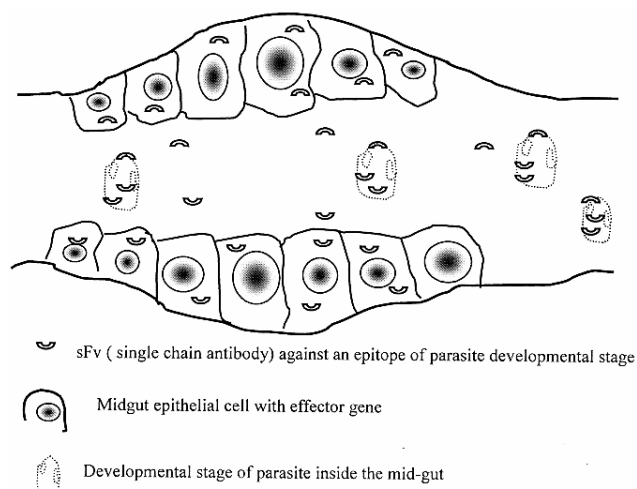 sFv ( single chain antibody) against an epitope of parasite developmental stage
Midgut epithelial cell with effector gene
Developmental stage of parasite inside the mid-gut